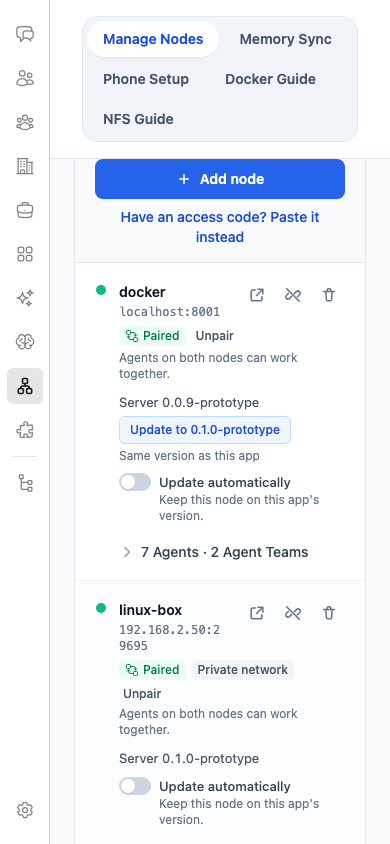 Manage Nodes
Memory Sync
Phone Setup
Docker Guide
NFS Guide
+ Add node
Have an access code? Paste it
instead
docker
localhost:8001
Paired
Unpair
Agents on both nodes can work
together.
Server 0.0.9-prototype
Update to 0.1.0-prototype
Same version as this app
Update automatically
Keep this node on this app's
version.
7 Agents · 2 Agent Teams
linux-box
192.168.2.50:2
9695
Paired
Private network
Unpair
Agents on both nodes can work
together.
Server 0.1.0-prototype
Update automatically
Keep this node on this app's
version.